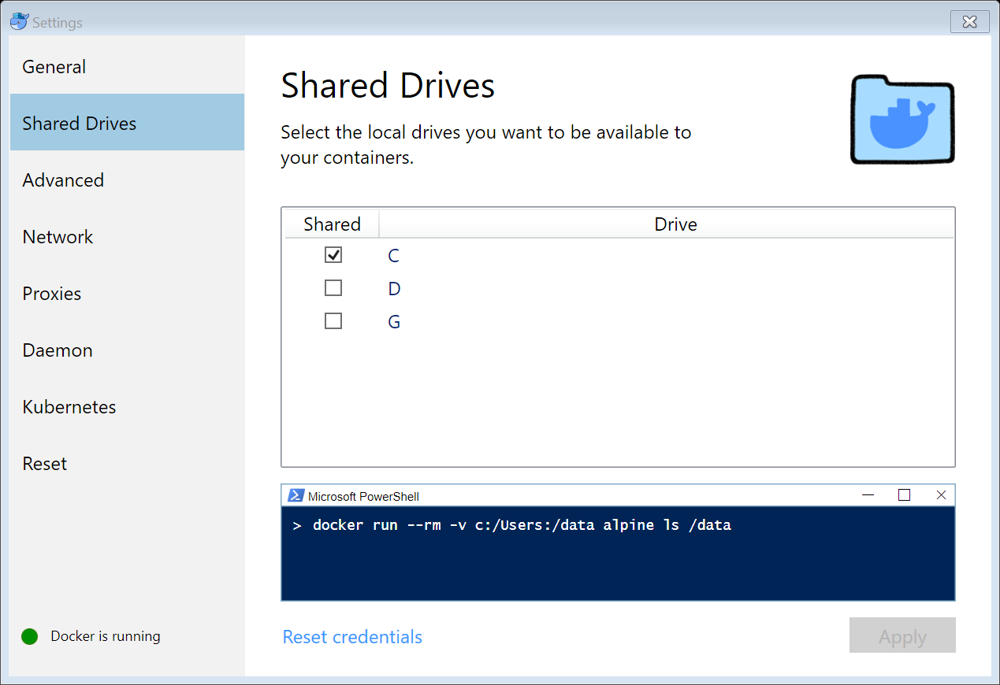 Settings
General
Shared Drives
Advanced
Network
Proxies
Daemon
Kubernetes
Reset
Docker is running
Shared Drives
Select the local drives you want to be available to
your containers.
Shared Drive
C
D
G
Microsoft PowerShell
> docker run --rm -v c:/Users:/data alpine ls /data
Reset credentials
Apply